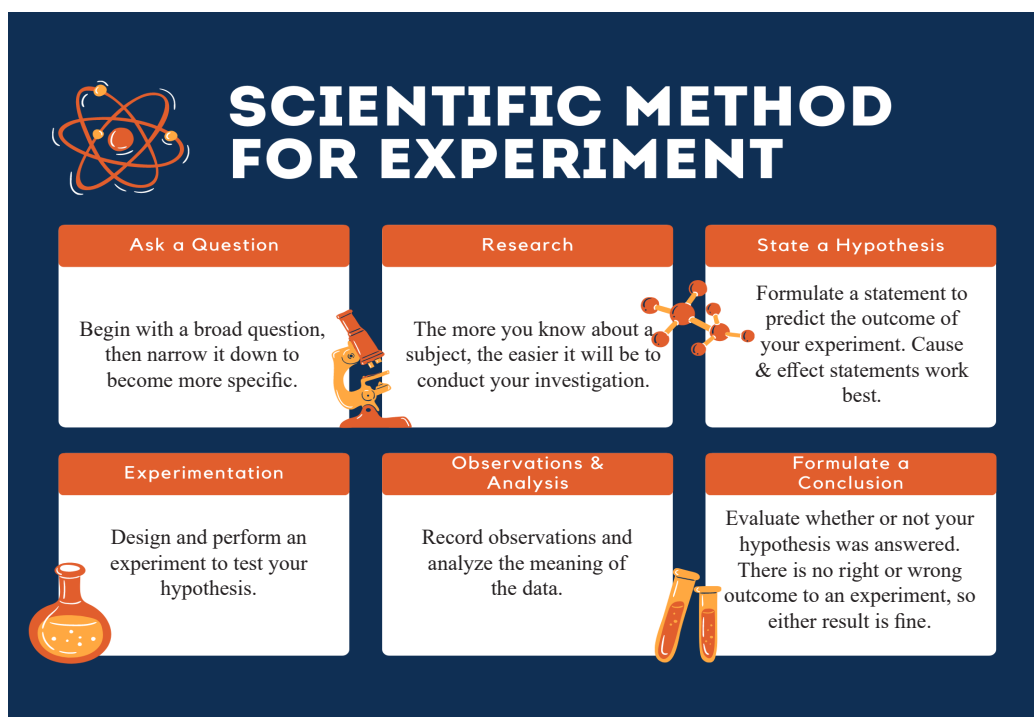 SCIENTIFIC METHOD
FOR EXPERIMENT
Ask a Question
Begin with a broad question,
then narrow it down to
become more specific.
Research
The more you know about a
subject, the easier it will be to
conduct your investigation.
State a Hypothesis
Formulate a statement to
predict the outcome of
your experiment. Cause
& effect statements work
best.
Experimentation
Design and perform an
experiment to test your
hypothesis.
Observations &
Analysis
Record observations and
analyze the meaning of
the data.
Formulate a
Conclusion
Evaluate whether or not your
hypothesis was answered.
There is no right or wrong
outcome to an experiment, so
either result is fine.